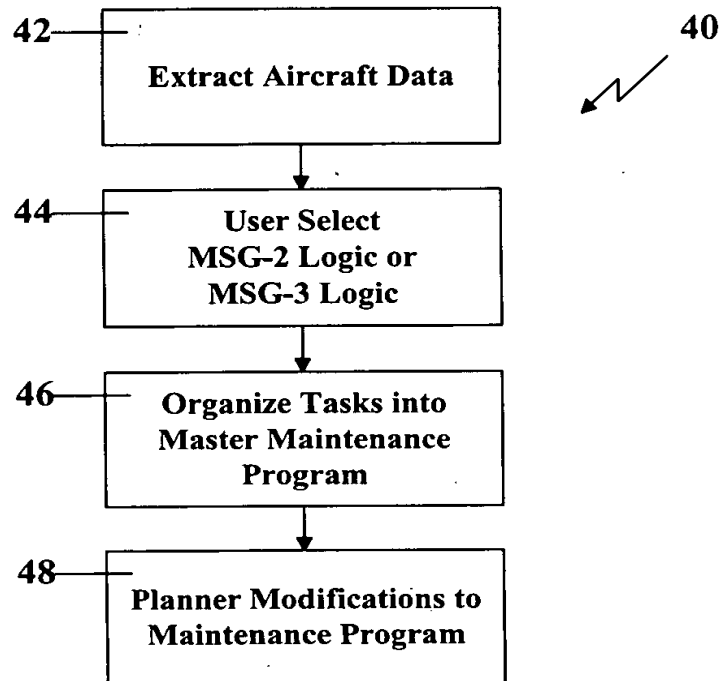 42
40
Extract Aircraft Data
44
User Select
MSG-2 Logic or
MSG-3 Logic
46
Organize Tasks into
Master Maintenance
Program
48
Planner Modifications to
Maintenance Program